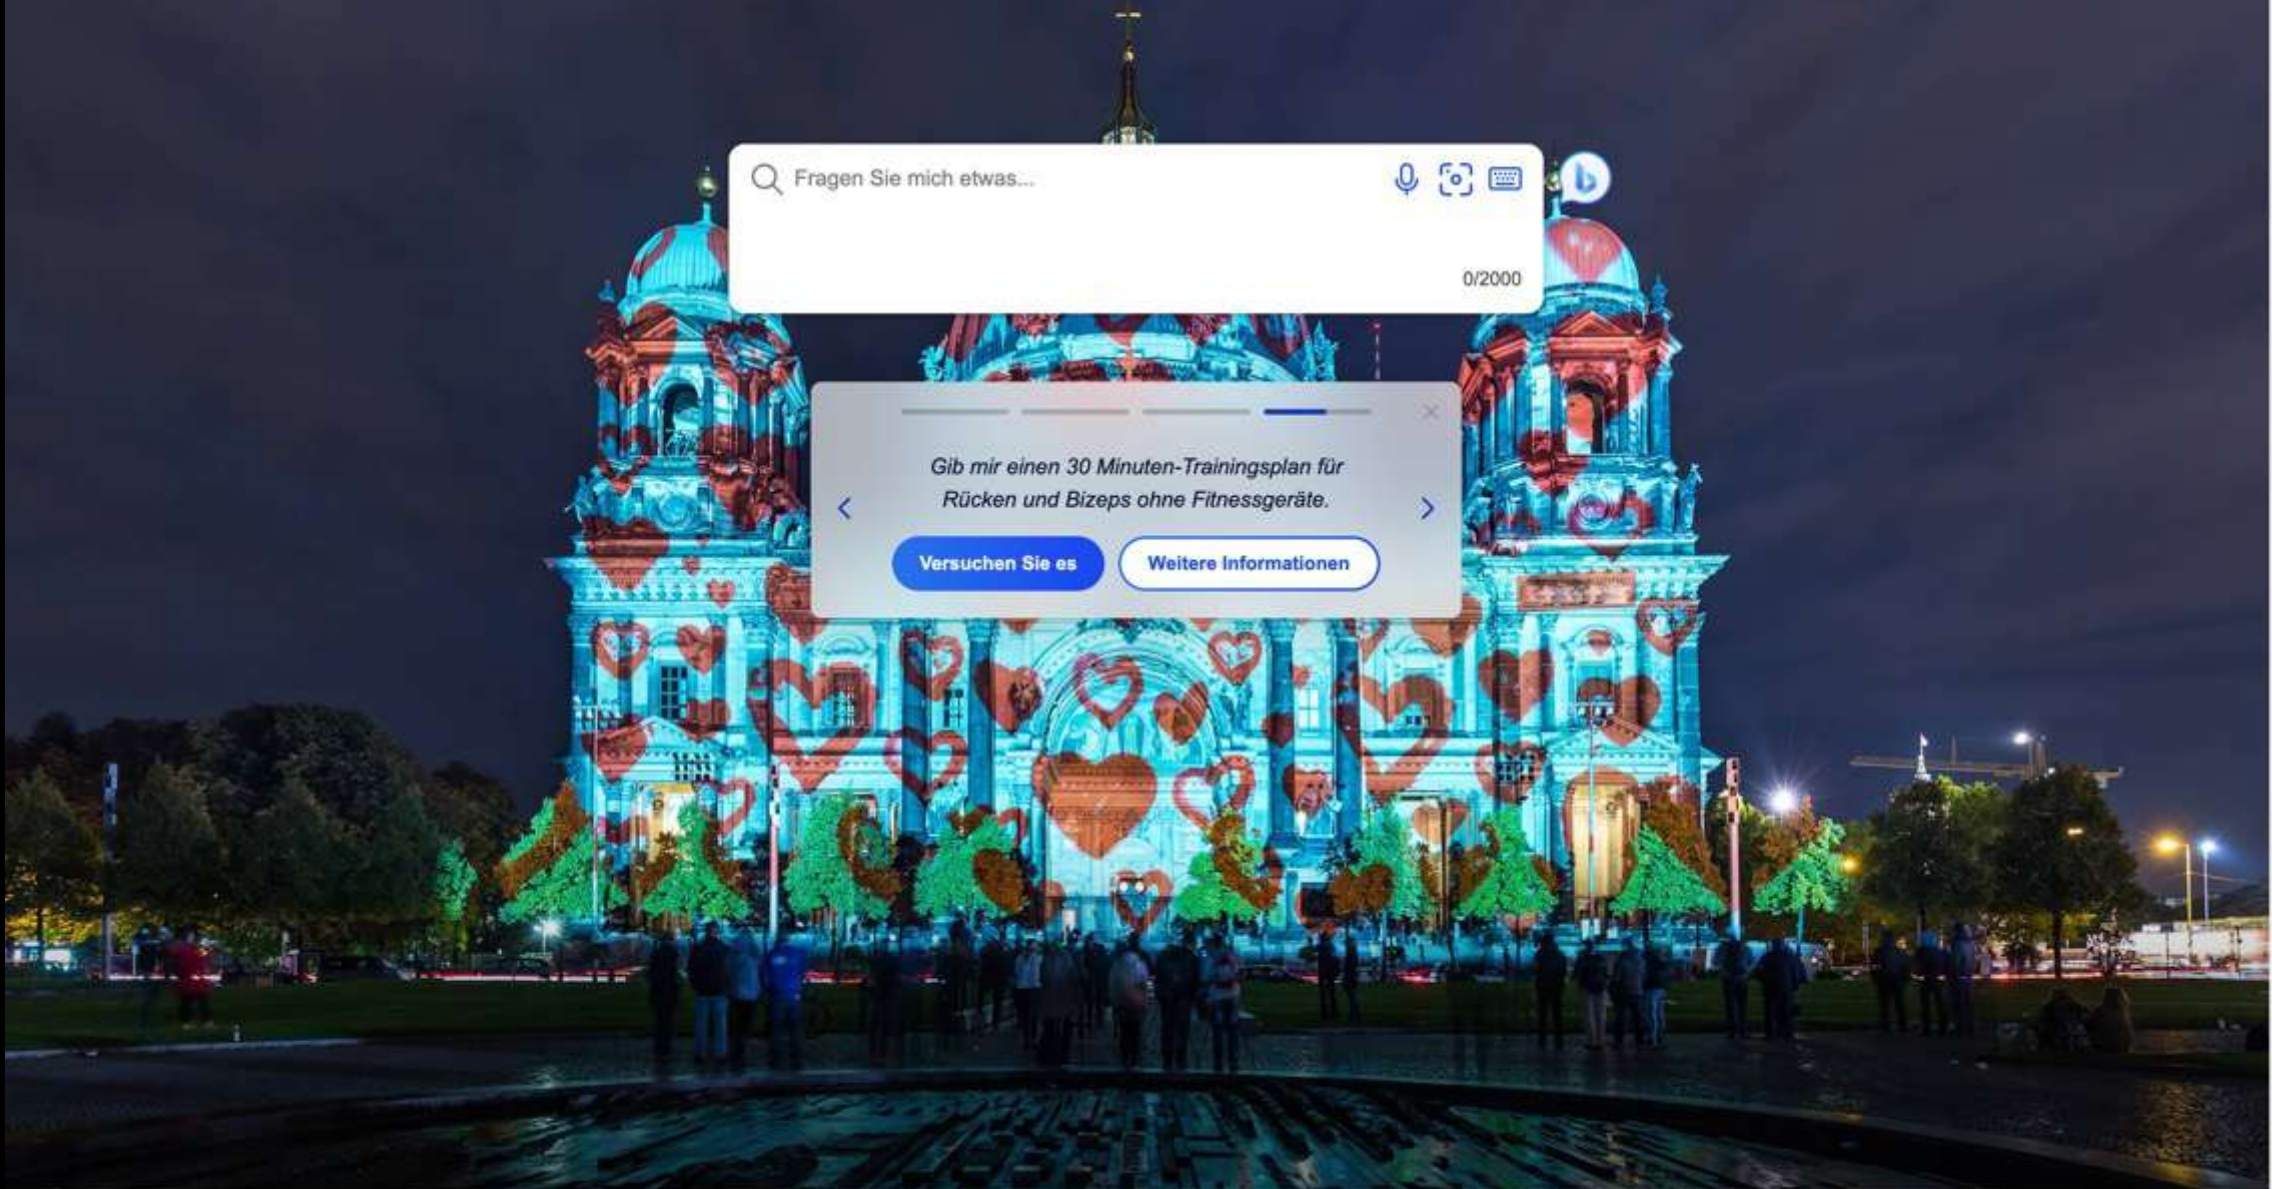 Fragen Sie mich etwas...
0/2000
Gib mir einen 30 Minuten-Trainingsplan für
Rücken und Bizeps ohne Fitnessgeräte.
Versuchen Sie es
Weitere Informationen